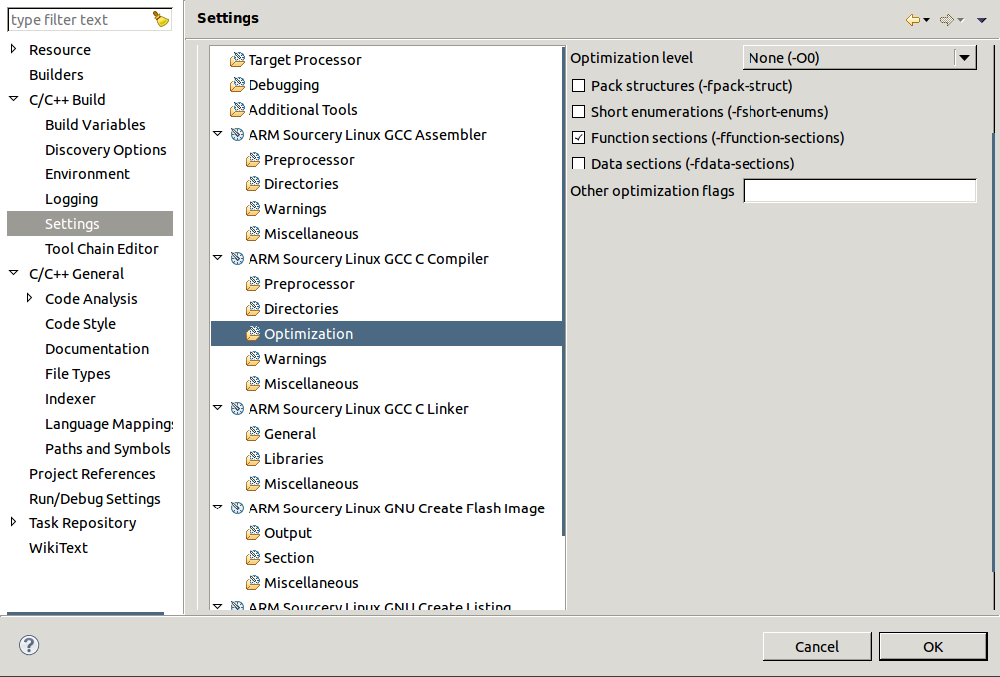 type filter text
Resource
Builders
C/C++ Build
Build Variables
Discovery Options
Environment
Logging
Settings
Tool Chain Editor
C/C++ General
Code Analysis
Code Style
Documentation
File Types
Indexer
Language Mappings
Paths and Symbols
Project References
Run/Debug Settings
Task Repository
WikiText
Settings
Target Processor
Debugging
Additional Tools
ARM Sourcery Linux GCC Assembler
Preprocessor
Directories
Warnings
Miscellaneous
ARM Sourcery Linux GCC C Compiler
Preprocessor
Directories
Optimization
Warnings
Miscellaneous
ARM Sourcery Linux GCC C Linker
General
Libraries
Miscellaneous
ARM Sourcery Linux GNU Create Flash Image
Output
Section
Miscellaneous
ARM Sourcery Linux GNU Create Listing
Optimization level None (-O0)
Pack structures (-fpack-struct)
Short enumerations (-fshort-enums)
Function sections (-ffunction-sections)
Data sections (-fdata-sections)
Other optimization flags
?
Cancel
OK